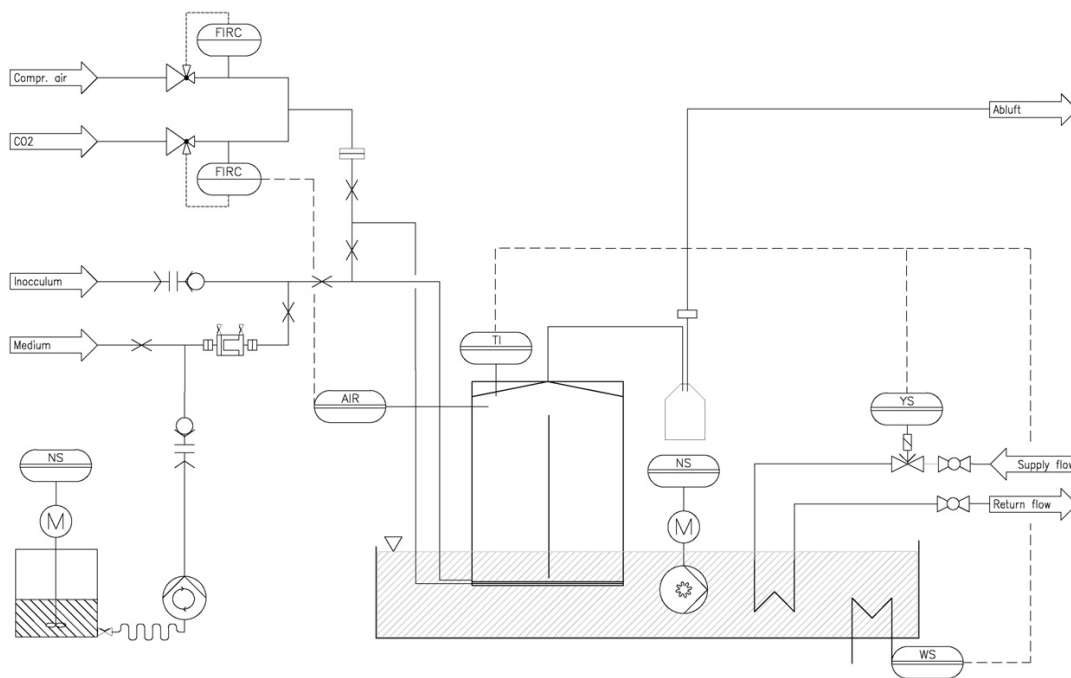 FIRC
Compr. air
Abluft
CO2
FIRC
Inocculum
Medium
TI
AIR
YS
NS
NS
Supply flow
Return flow
M
M
WS